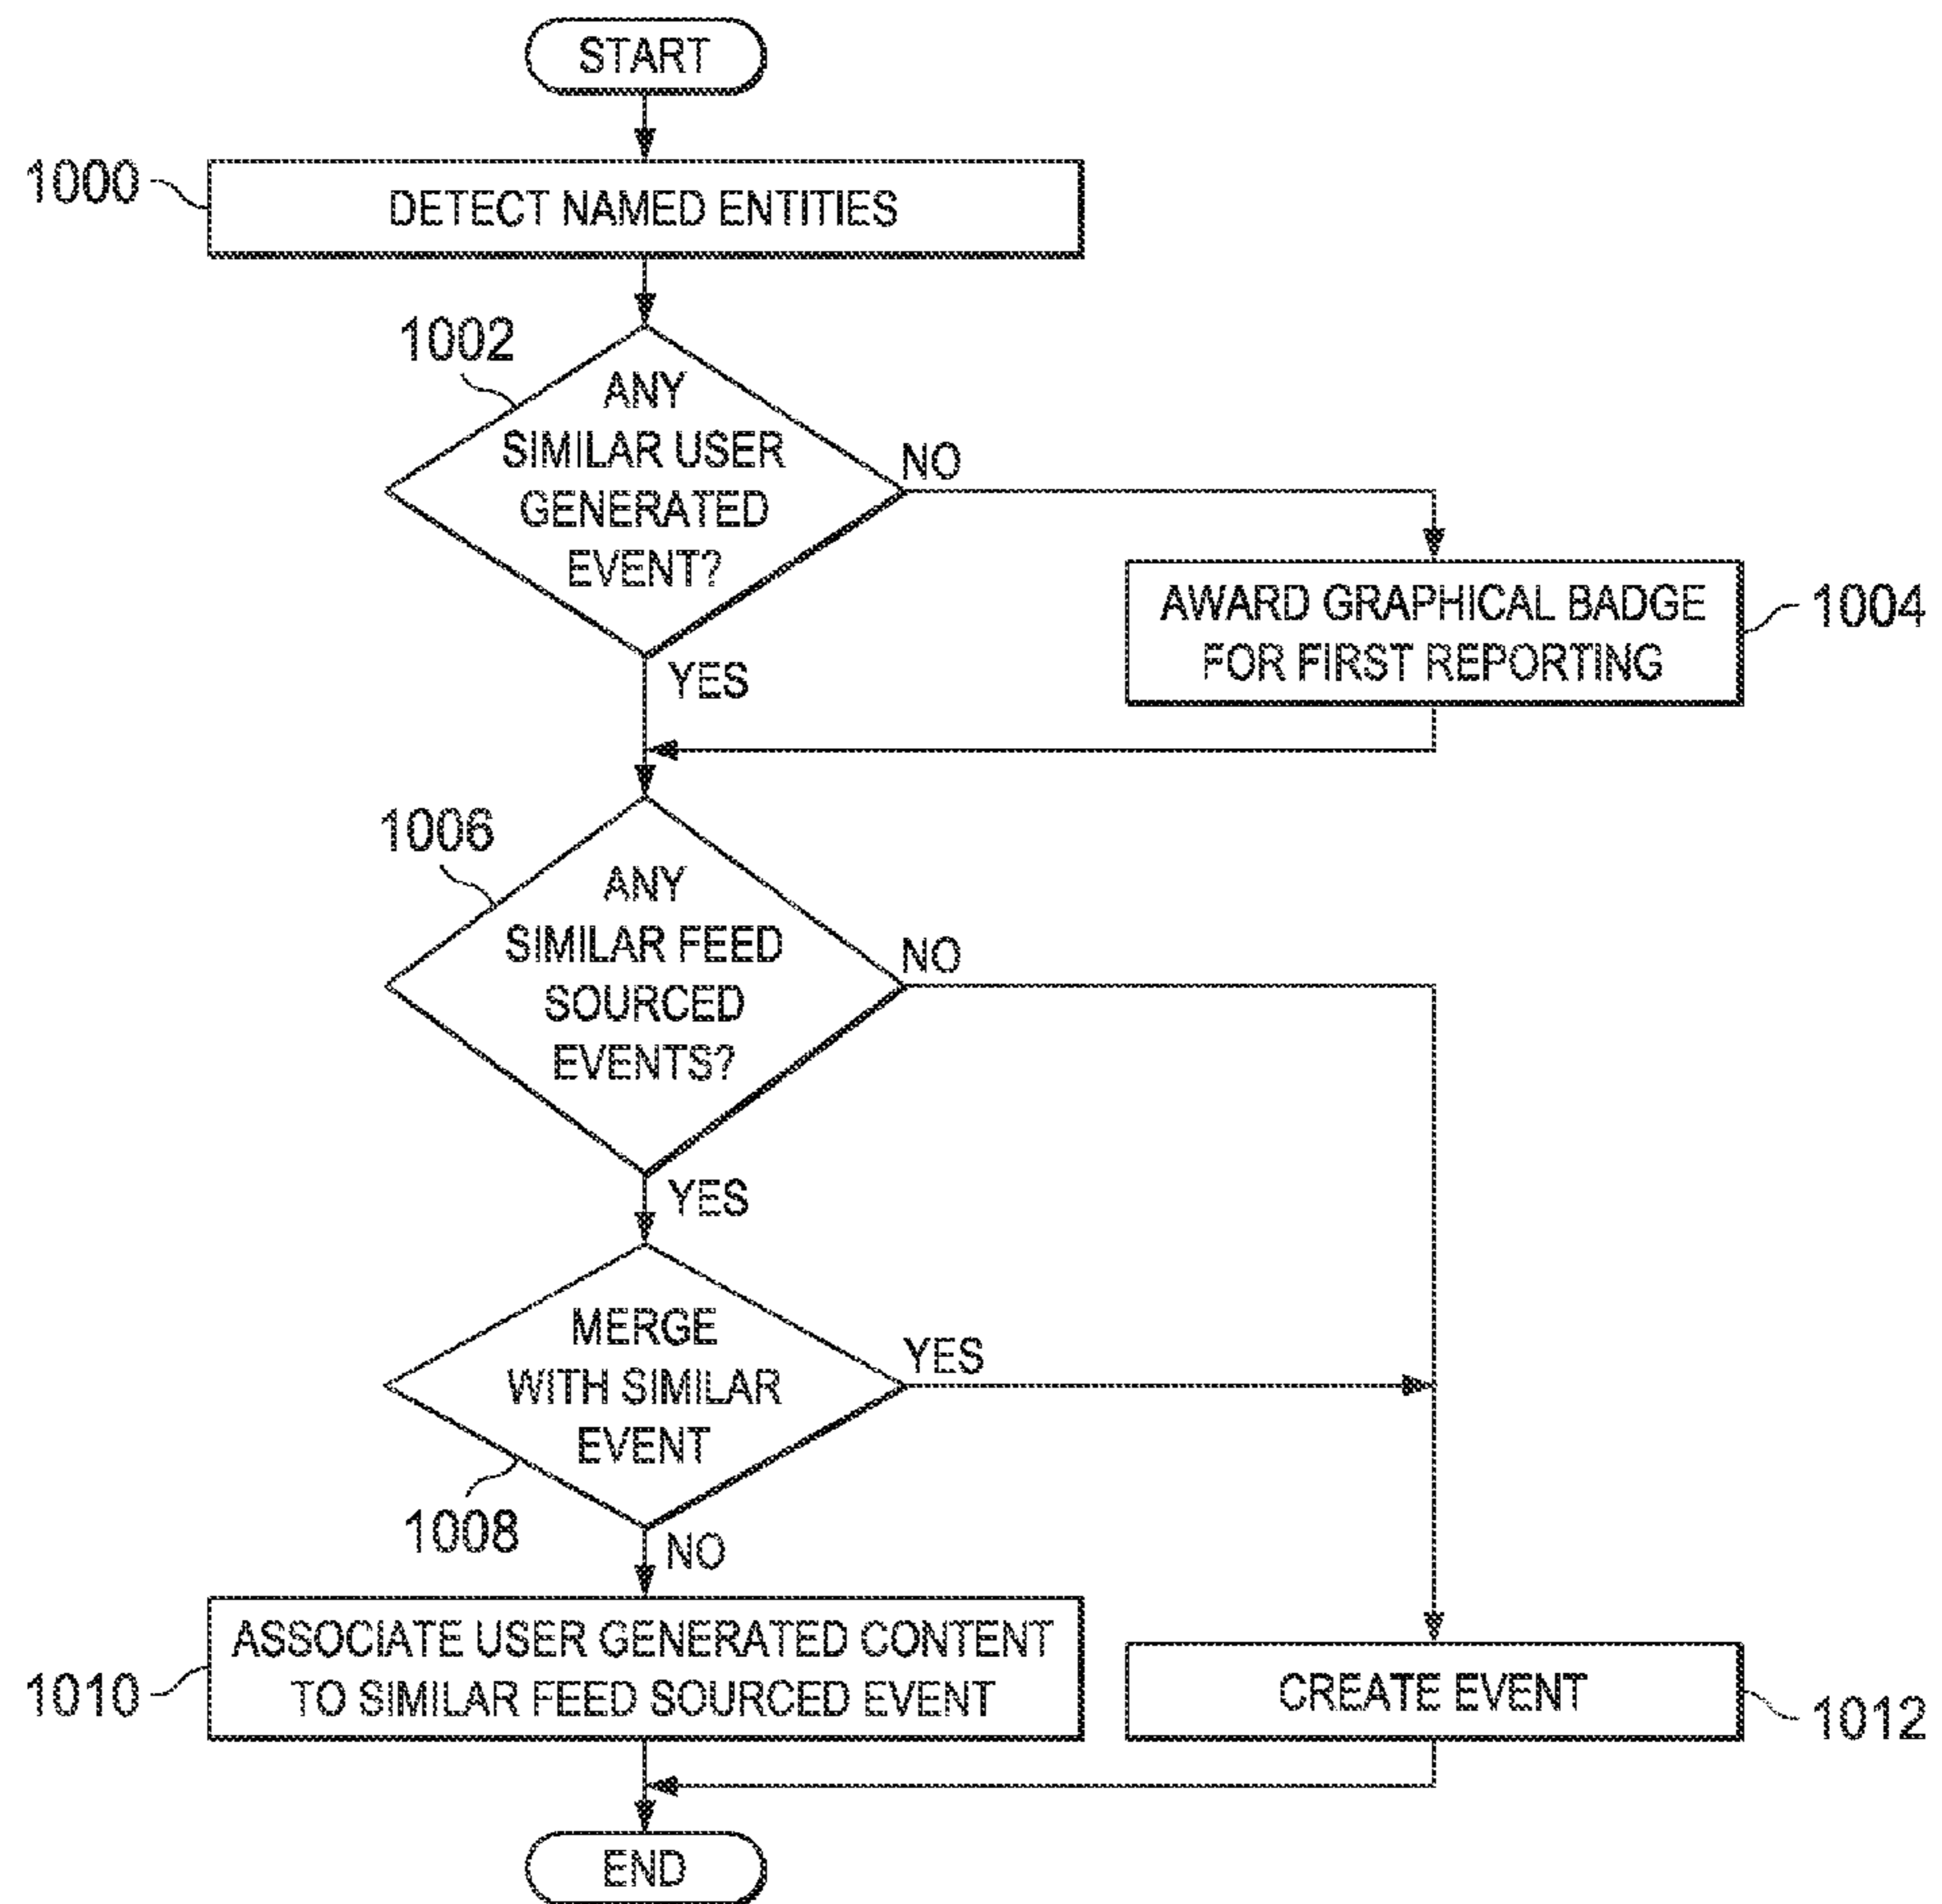 START
1000
DETECT NAMED ENTITIES
1002
ANY
SIMILAR USER
GENERATED
EVENT?
NO
YES
AWARD GRAPHICAL BADGE
FOR FIRST REPORTING
1004
1006
ANY
SIMILAR FEED
SOURCED
EVENTS?
NO
YES
MERGE
WITH SIMILAR
EVENT
YES
1008
NO
ASSOCIATE USER GENERATED CONTENT
TO SIMILAR FEED SOURCED EVENT
1010
CREATE EVENT
1012
END